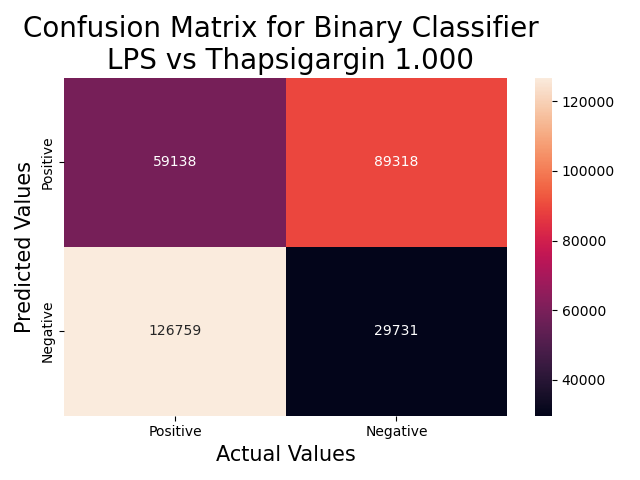 Confusion Matrix for Binary Classifier
LPS vs Thapsigargin 1.000
Predicted Values
Positive
Negative
59138
89318
126759
29731
Positive
Negative
Actual Values
120000
100000
80000
60000
40000